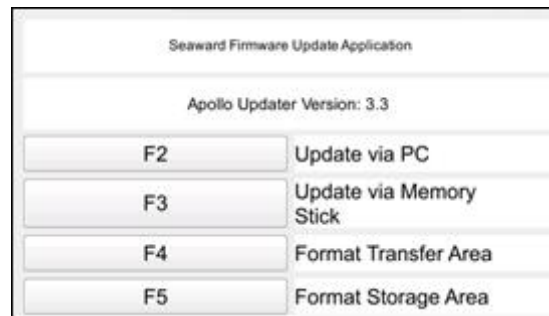 Seaward Firmware Update Application
Apollo Updater Version: 3.3
F2 Update via PC
F3 Update via Memory
Stick
F4 Format Transfer Area
F5 Format Storage Area